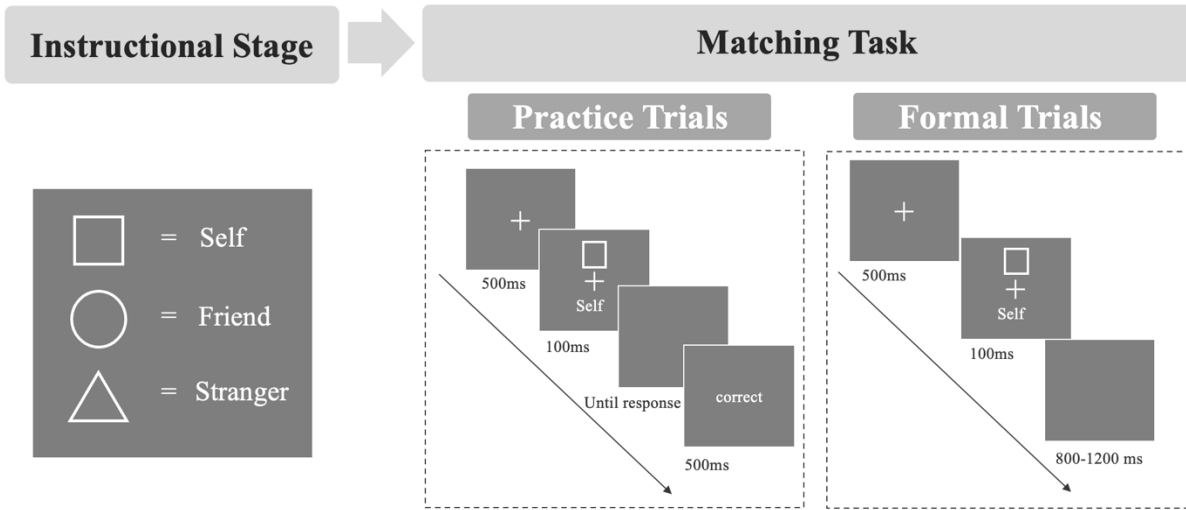 Instructional Stage
Matching Task
Practice Trials
Formal Trials
= Self
= Friend
= Stranger
500ms
Self
100ms
Until response
correct
500ms
500ms
Self
100ms
800-1200 ms